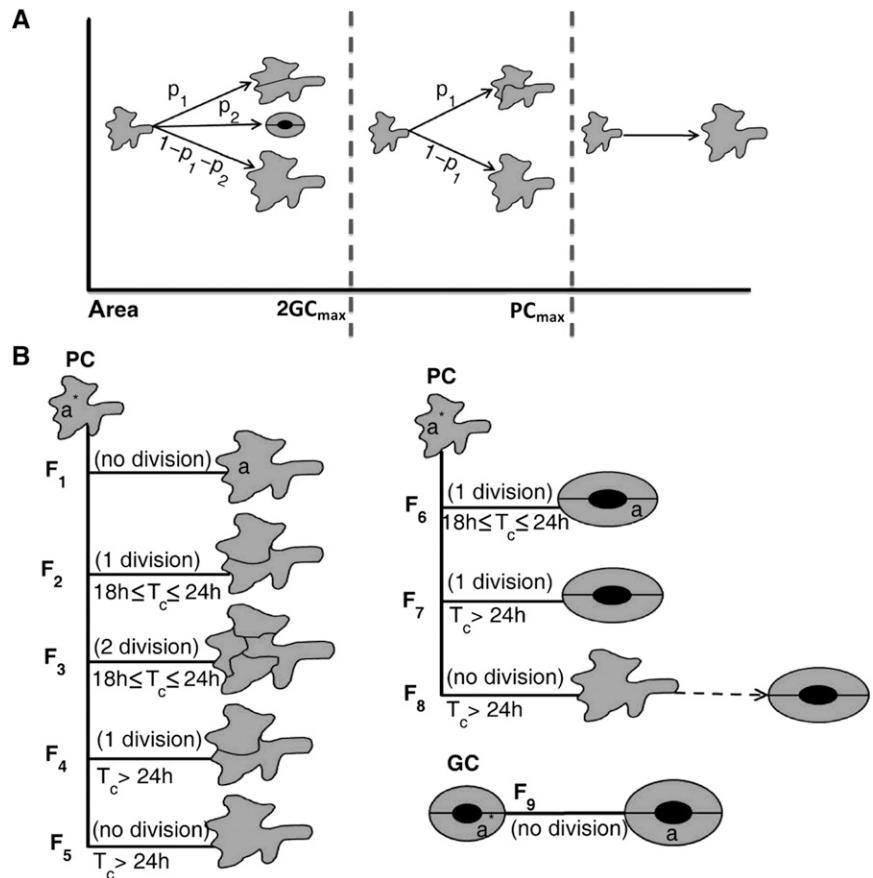 A
p1
p2
1-p1-p2
p1
1-p1
Area
2GCmax
PCmax
B
PC
a*
F1
(no division)
a
F2
(1 division)
18h≤Tc≤ 24h
F3
(2 division)
18h≤Tc≤ 24h
F4
(1 division)
Tc> 24h
F5
(no division)
Tc> 24h
PC
a*
F6
(1 division)
18h≤Tc≤ 24h
a
F7
(1 division)
Tc> 24h
F8
(no division)
Tc> 24h
GC
a*
F9
(no division)
a